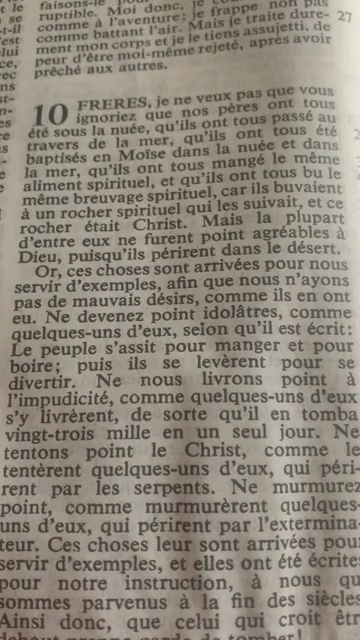 faisons-le
ruptible. Moi donc, je
comme à l'aventure; je frappe non pas
comme battant l'air. Mais je traite dure-
ment mon corps et je le tiens assujetti, de
peur d'être moi-même rejeté, après avoir
prêché aux autres.
27
10 FRERES, je ne veux pas que vous
ignoriez que nos pères ont tous
été sous la nuée, qu'ils ont tous passé au
travers de la mer, qu'ils ont tous été
baptisés en Moïse dans la nuée et dans
la mer, qu'ils ont tous mangé le même
aliment spirituel, et qu'ils ont tous bu le
même breuvage spirituel, car ils buvaient
à un rocher spirituel qui les suivait, et ce
rocher était Christ. Mais la plupart
d'entre eux ne furent point agréables à
Dieu, puisqu'ils périrent dans le désert.
Or, ces choses sont arrivées pour nous
servir d'exemples, afin que nous n'ayons
pas de mauvais désirs, comme ils en ont
eu. Ne devenez point idolâtres, comme
quelques-uns d'eux, selon qu'il est écrit:
Le peuple s'assit pour manger et pour
boire; puis ils se levèrent pour se
divertir. Ne nous livrons point à
l'impudicité, comme quelques-uns d'eux
s'y livrèrent, de sorte qu'il en tomba
vingt-trois mille en un seul jour. Ne
tentons point le Christ, comme le
tentèrent quelques-uns d'eux, qui péri-
rent par les serpents. Ne murmurez
point, comme murmurèrent quelques-
uns d'eux, qui périrent par l'extermina-
teur. Ces choses leur sont arrivées pour
servir d'exemples, et elles ont été écrites
pour notre instruction, à nous qu
sommes parvenus à la fin des siècles
Ainsi donc, que celui qui croit êtr